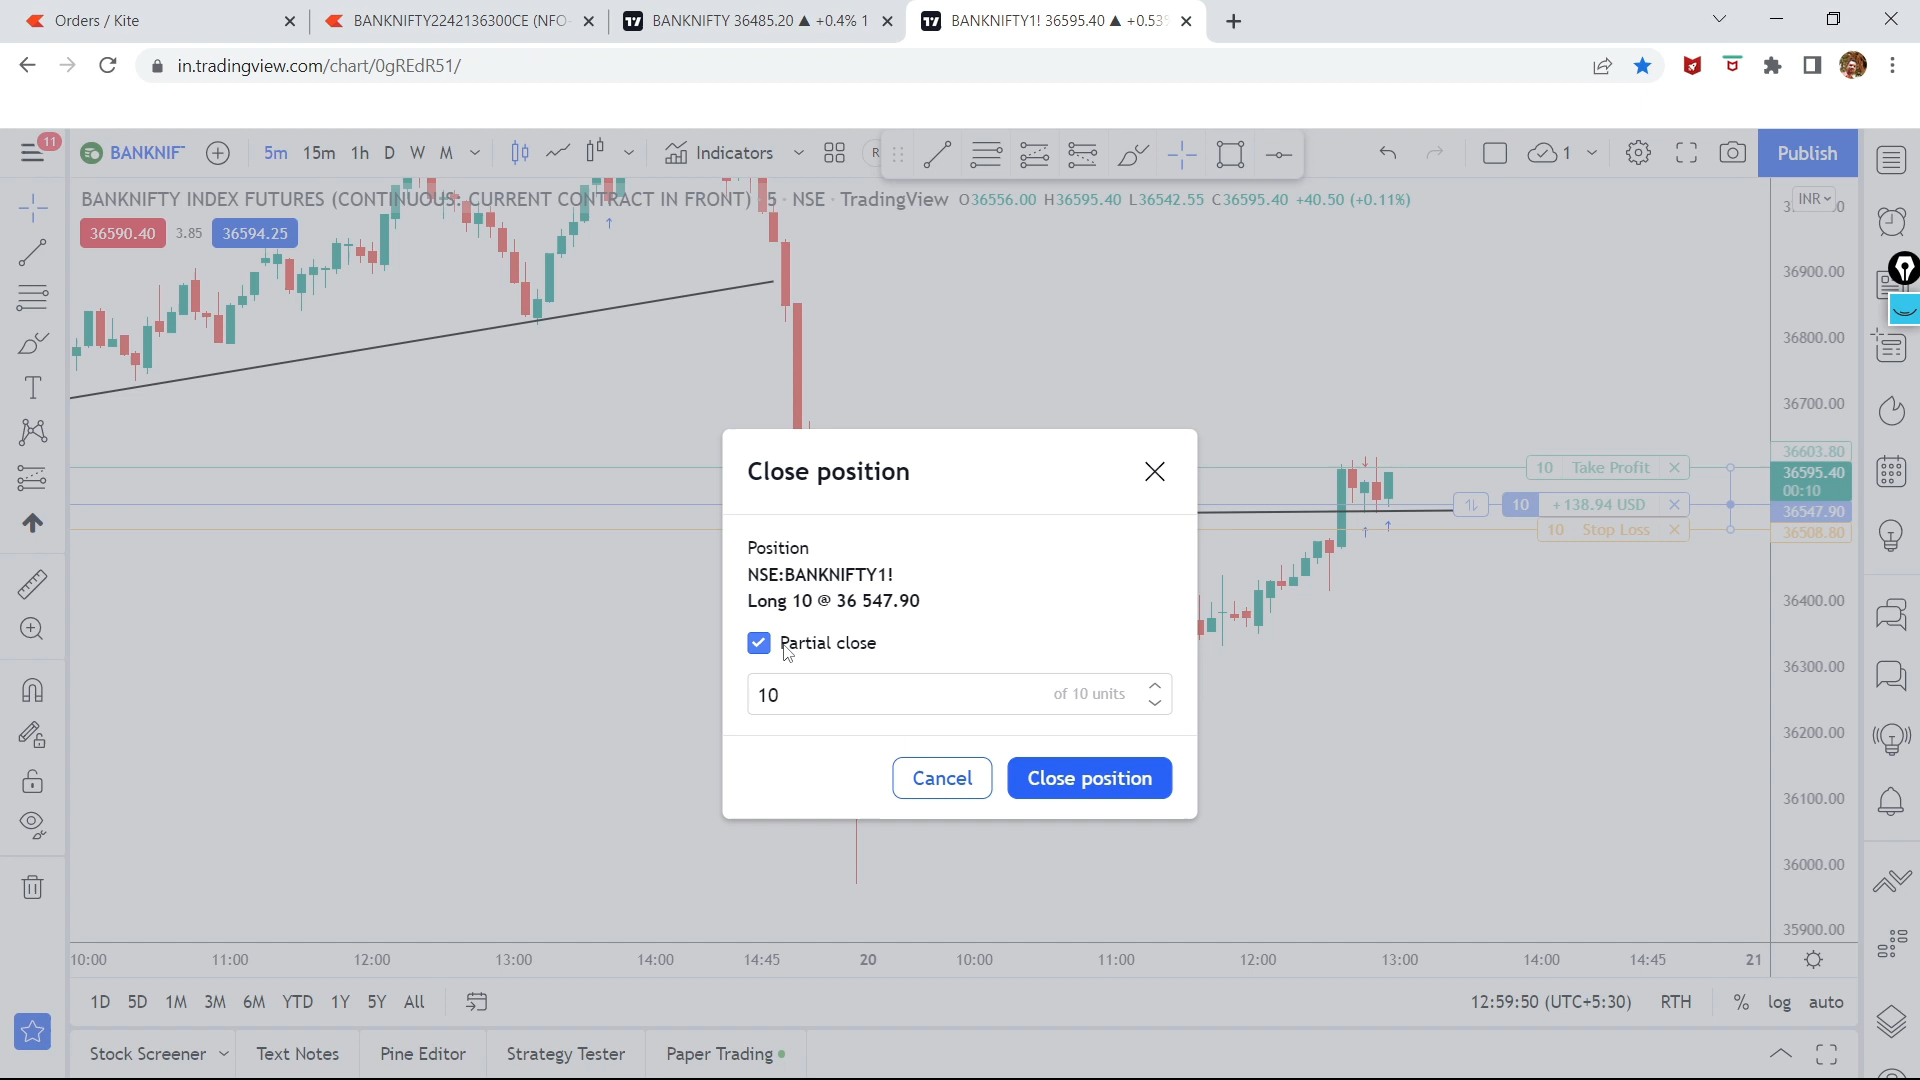 Orders / Kite
BANKNIFTY2242136300CE (NFO
BANKNIFTY 36485.20 ▲ +0.4% 1
BANKNIFTY1! 36595.40 ▲ +0.53%
in.tradingview.com/chart/0gREdR51/
11
BANKNIF
5m 15m 1h D W M
Indicators
1
Publish
BANKNIFTY INDEX FUTURES (CONTINUOUS: CURRENT CONTRACT IN FRONT) · 5 · NSE · TradingView O36556.00 H36595.40 L36542.55 C36595.40 +40.50 (+0.11%)
INR
36590.40 3.85 36594.25
36900.00
36800.00
36700.00
36603.80
10 Take Profit
36595.40
00:10
10 +138.94 USD
36547.90
10 Stop Loss
36508.80
36400.00
36300.00
36200.00
36100.00
36000.00
35900.00
Close position
Position
NSE:BANKNIFTY1!
Long 10 @ 36 547.90
Partial close
10 of 10 units
Cancel
Close position
10:00 11:00 12:00 13:00 14:00 14:45 20 10:00 11:00 12:00 13:00 14:00 14:45 21
1D 5D 1M 3M 6M YTD 1Y 5Y All
12:59:50 (UTC+5:30) RTH % log auto
Stock Screener Text Notes Pine Editor Strategy Tester Paper Trading